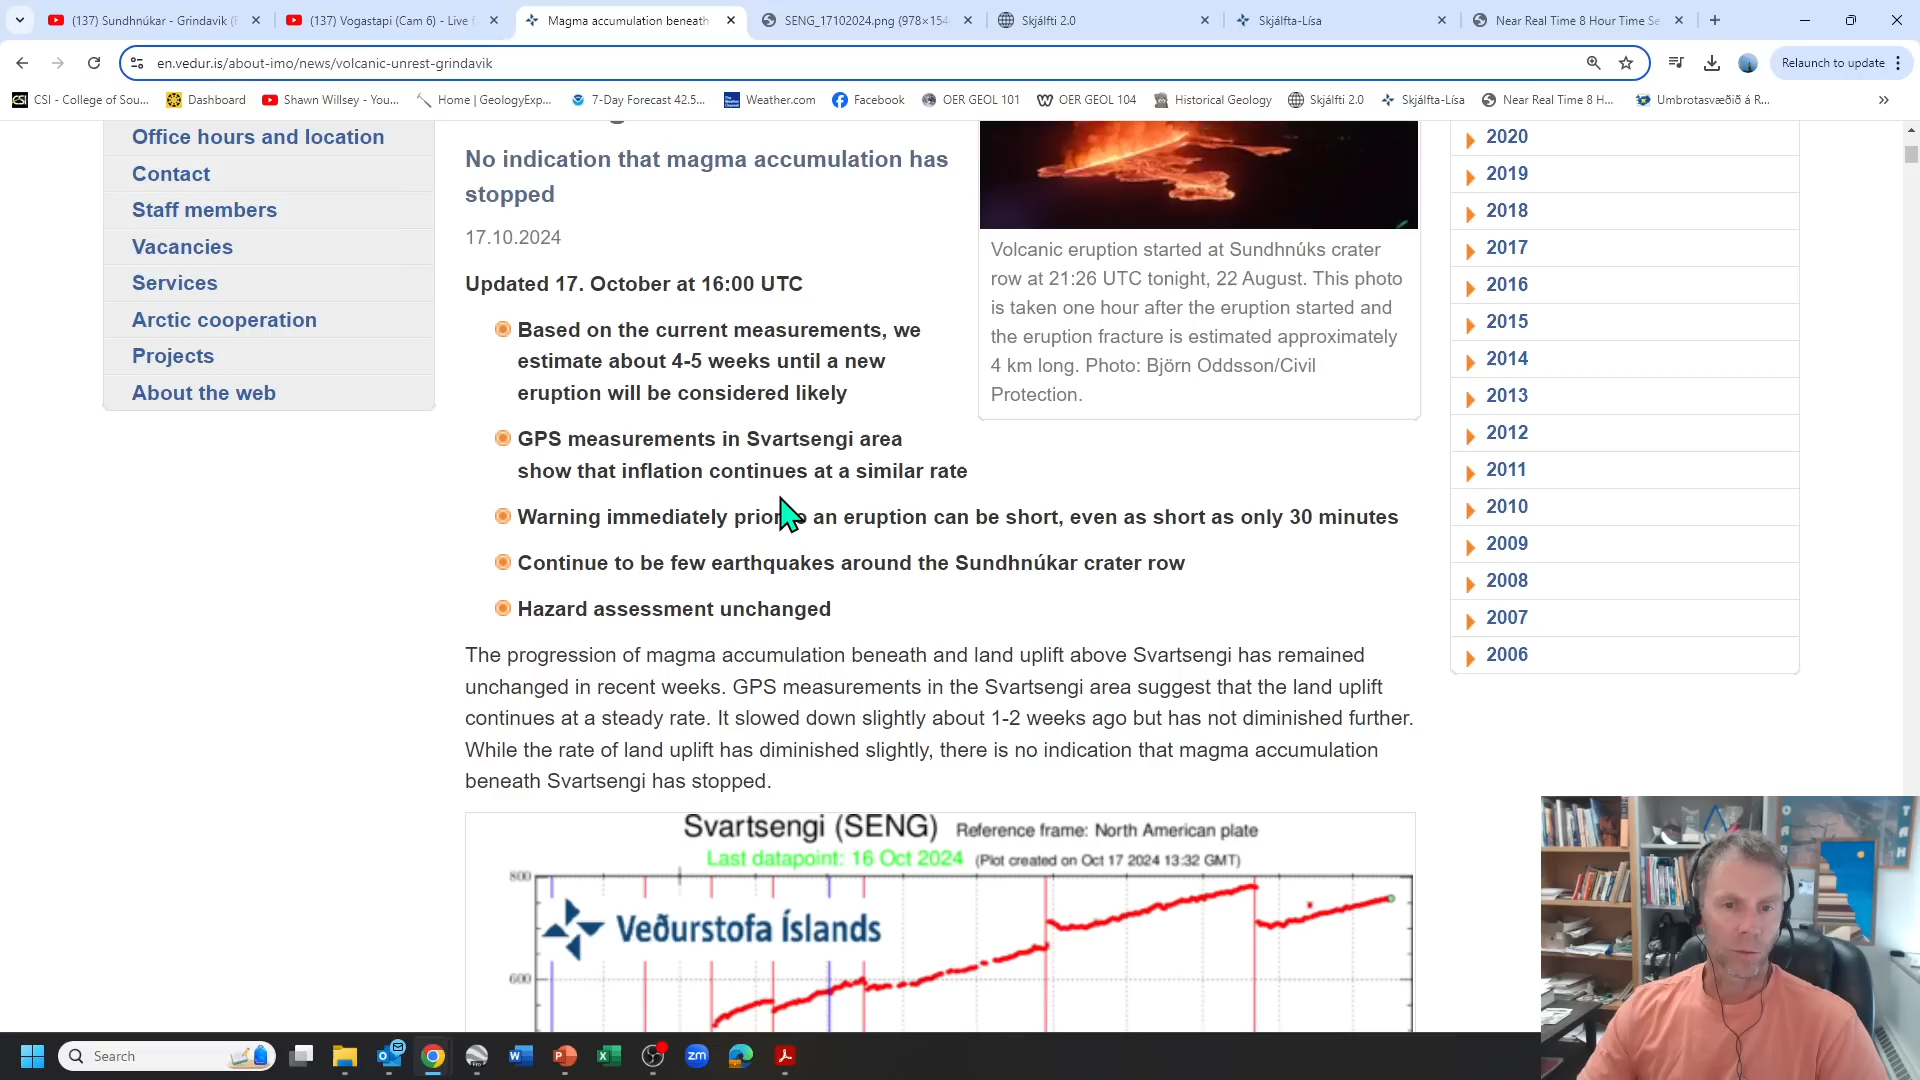 (137) Sundhnúkar - Grindavik (F
(137) Vogastapi (Cam 6) - Live f
Magma accumulation beneath
SENG_17102024.png (978×154
Skjálfti 2.0
Skjálfta-Lísa
Near Real Time 8 Hour Time Se
en.vedur.is/about-imo/news/volcanic-unrest-grindavik
Relaunch to update
CSI - College of Sou...
Dashboard
Shawn Willsey - You...
Home | GeologyExp...
7-Day Forecast 42.5...
Weather.com
Facebook
OER GEOL 101
OER GEOL 104
Historical Geology
Skjálfti 2.0
Skjálfta-Lísa
Near Real Time 8 H...
Umbrotasvæðið á R...
Office hours and location
Contact
Staff members
Vacancies
Services
Arctic cooperation
Projects
About the web
No indication that magma accumulation has
stopped
17.10.2024
Updated 17. October at 16:00 UTC
Based on the current measurements, we
estimate about 4-5 weeks until a new
eruption will be considered likely
GPS measurements in Svartsengi area
show that inflation continues at a similar rate
Warning immediately prior to an eruption can be short, even as short as only 30 minutes
Continue to be few earthquakes around the Sundhnúkar crater row
Hazard assessment unchanged
The progression of magma accumulation beneath and land uplift above Svartsengi has remained
unchanged in recent weeks. GPS measurements in the Svartsengi area suggest that the land uplift
continues at a steady rate. It slowed down slightly about 1-2 weeks ago but has not diminished further.
While the rate of land uplift has diminished slightly, there is no indication that magma accumulation
beneath Svartsengi has stopped.
Volcanic eruption started at Sundhnúks crater
row at 21:26 UTC tonight, 22 August. This photo
is taken one hour after the eruption started and
the eruption fracture is estimated approximately
4 km long. Photo: Björn Oddsson/Civil
Protection.
2020
2019
2018
2017
2016
2015
2014
2013
2012
2011
2010
2009
2008
2007
2006
Svartsengi (SENG) Reference frame: North American plate
Last datapoint: 16 Oct 2024 (Plot created on Oct 17 2024 13:32 GMT)
800
Veðurstofa Íslands
600
Search
zm